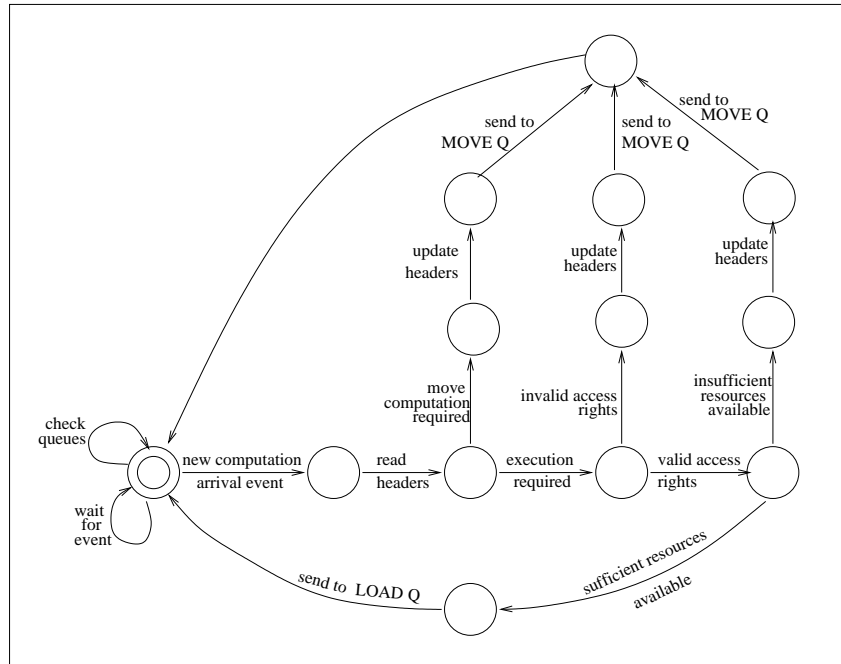 send to
MOVE Q
send to
MOVE Q
send to
MOVE Q
update
headers
update
headers
update
headers
move
computation
required
invalid access
rights
insufficient
resources
available
check
queues
new computation
arrival event
read
headers
execution
required
valid access
rights
wait
for
event
send to LOAD Q
sufficient resources
available